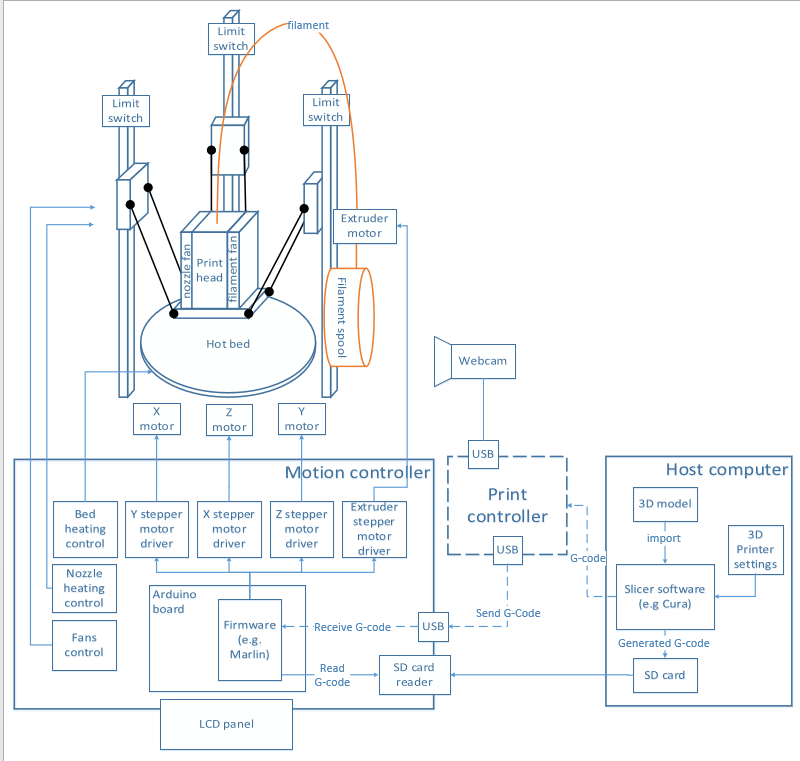 filament
Limit
switch
Limit
switch
Limit
switch
Extruder
motor
nozzle fan
Print
head
filament fan
Filament spool
Hot bed
Webcam
X
motor
Z
motor
Y
motor
USB
Motion controller
Host computer
Print
controller
3D model
Bed
heating
control
Y stepper
motor
driver
X stepper
motor
driver
Z stepper
motor
driver
Extruder
stepper
motor
driver
import
3D
Printer
settings
USB
G-code
Nozzle
heating
control
Arduino
board
Slicer software
(e.g Cura)
Firmware
(e.g.
Marlin)
Receive G-code
USB
Send G-Code
Fans
control
Generated G-code
Read
G-code
SD card
reader
SD card
LCD panel